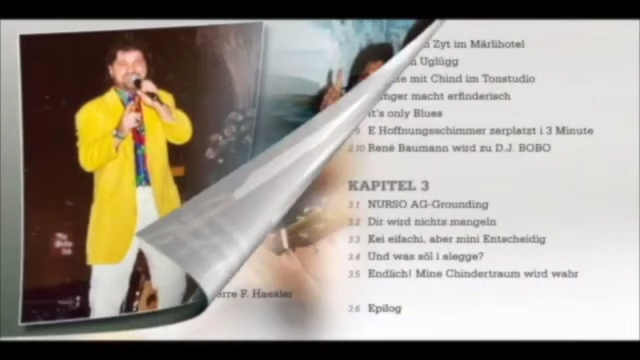 Zyt im Märlihotel
Uglügg
mit Chind im Tonstudio
macht erfinderisch
it's only Blues
E Hoffnungsschimmer zerplatzt i 3 Minute
2.10 René Baumann wird zu D.J. BOBO
KAPITEL 3
3.1 NURSO AG-Grounding
3.2 Dir wird nichts mangeln
3.3 Kei eifachi, aber mini Entscheidig
3.4 Und was söl i alegge?
3.5 Endlich! Mine Chindertraum wird wahr
3.6 Epilog
F. Haesler